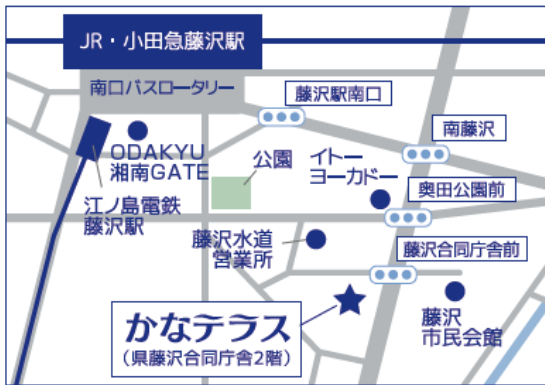 JR・小田急藤沢駅
南口バスロータリー
藤沢駅南口
南藤沢
ODAKYU
湘南GATE
公園
イトー
ヨーカドー
奥田公園前
江ノ島電鉄
藤沢駅
藤沢水道
営業所
藤沢合同庁舎前
かなテラス
(県藤沢合同庁舎2階)
藤沢
市民会館